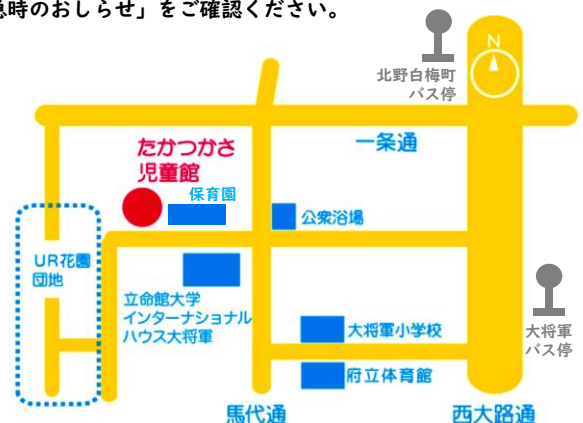 急時のおしらせ」をご確認ください。
N
北野白梅町
バス停
一条通
たかつかさ
児童館
保育園
公衆浴場
UR花園
団地
立命館大学
インターナショナル
ハウス大将軍
大将軍小学校
大将軍
バス停
府立体育館
馬代通
西大路通